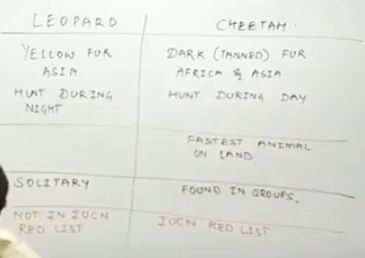 LEOPARD
CHEETAH.
YELLOW FUR
DARK (TANNED) FUR
ASIA
AFRICA & ASIA
HUNT DURING
NIGHT
HUNT DURING DAY
FASTEST ANIMAL
ON LAND
SOLITARY
FOUND IN GROUPS.
NOT IN IUCN
RED LIST
IUCN RED LIST